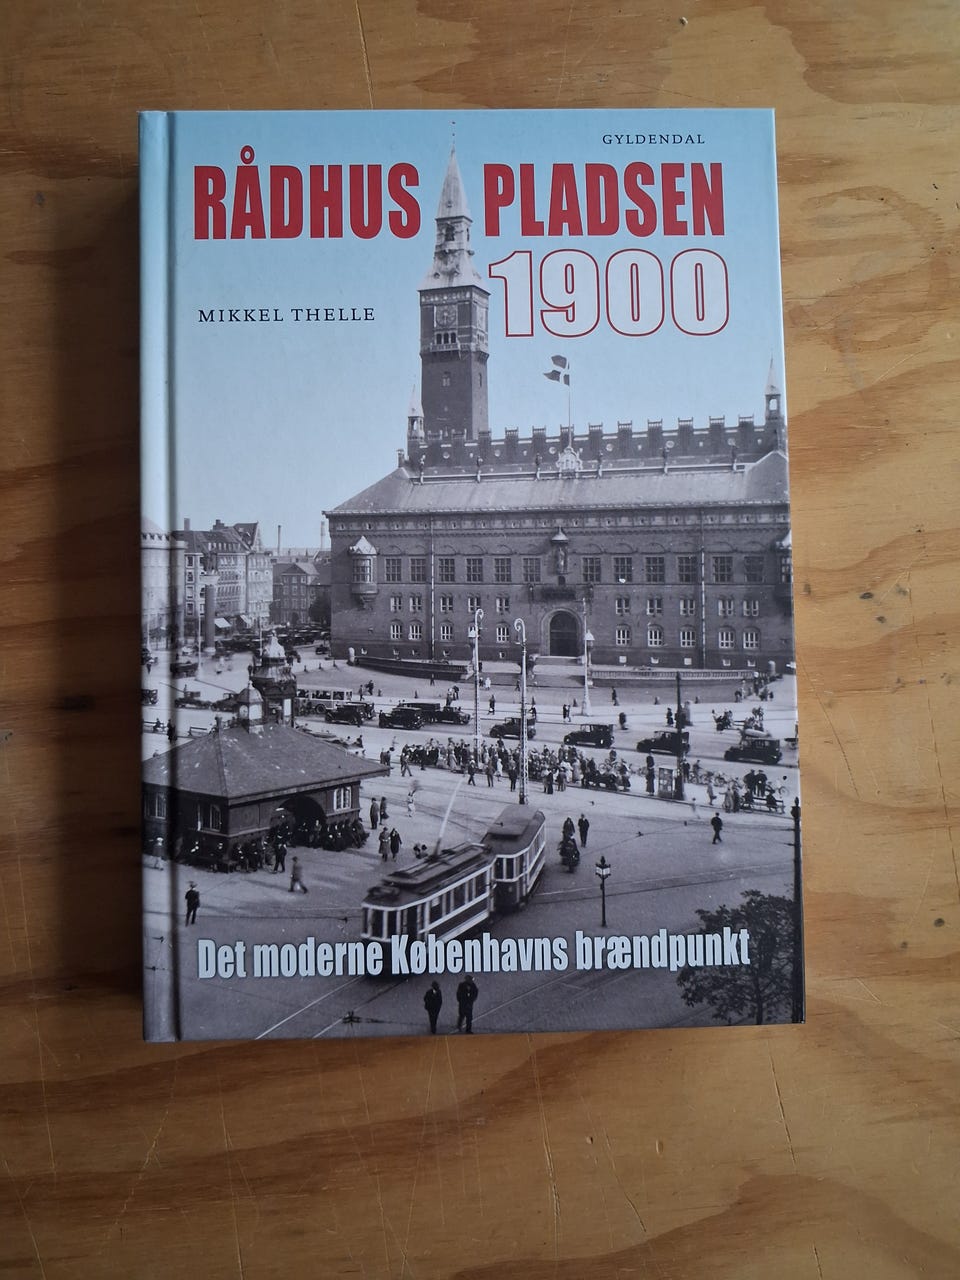 GYLDENDAL
RÅDHUS PLADSEN
1900
MIKKEL THELLE
Det moderne Københavns brændpunkt